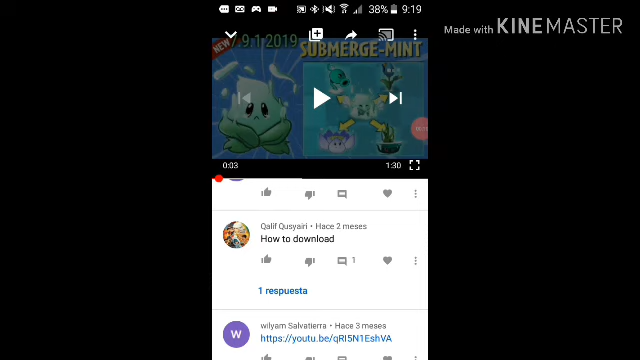 38% 9:19
Made with KINEMASTER
NEW 7.9.1 2019
SUBMERGE-MINT
0:03
1:30
Qalif Qusyairi • Hace 2 meses
How to download
1
1 respuesta
W
wilyam Salvatierra • Hace 3 meses
https://youtu.be/qRI5N1EshVA